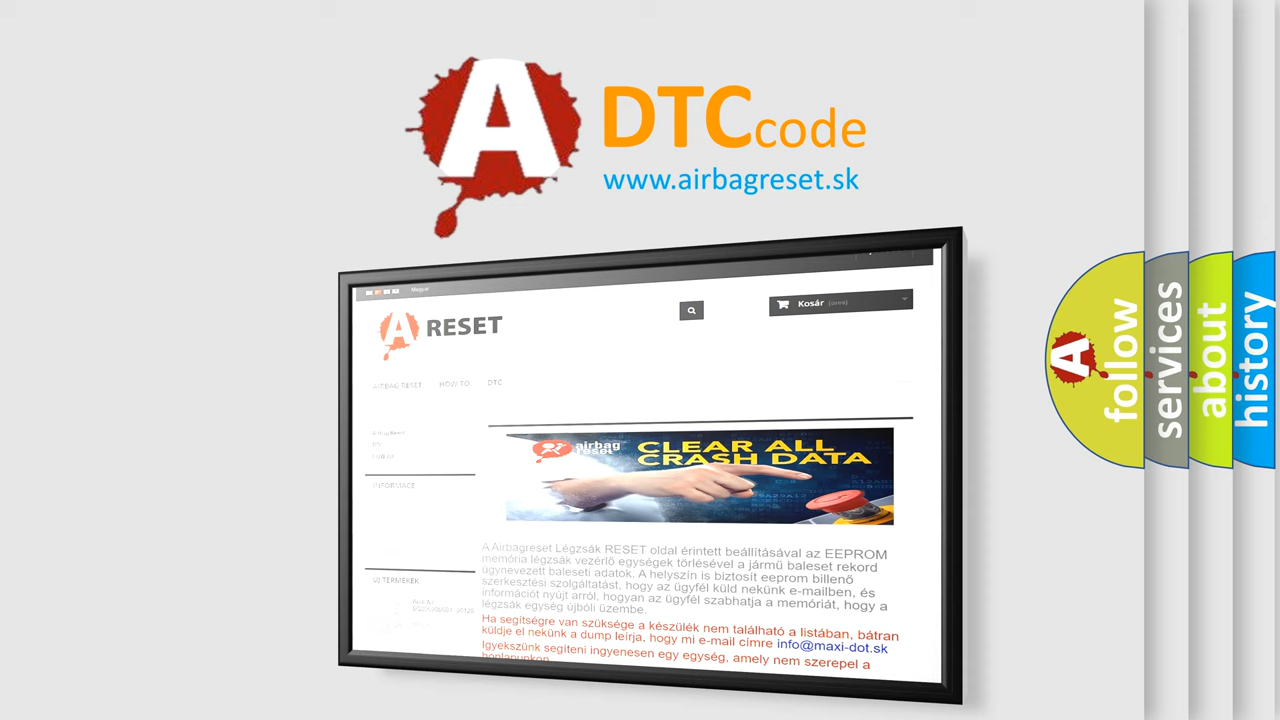 A DTCcode
www.airbagreset.sk
Magyar
Kosár (üres)
A RESET
AIRBAG RESET HOW TO DTC
airbag
reset
CLEAR ALL
CRASH DATA
INFORMACE
ÚJ TERMÉKEK
A Airbagreset Légzsák RESET oldal érintett beállításával az EEPROM
memória légzsák vezérlő egységek törlésével a jármű baleset rekord
úgynevezett baleseti adatok. A helyszín is biztosít eeprom billenő
szerkesztési szolgáltatást, hogy az ügyfél küld nekünk e-mailben, és
információt nyújt arról, hogyan az ügyfél szabhatja a memóriát, hogy a
légzsák egység újbóli üzembe.
Ha segítségre van szüksége a készülék nem található a listában, bátran
küldje el nekünk a dump leírja, hogy mi e-mail címre info@maxi-dot.sk
Igyekszünk segíteni ingyenesen egy egység, amely nem szerepel a
honlapunkon
A
follow
services
about
history